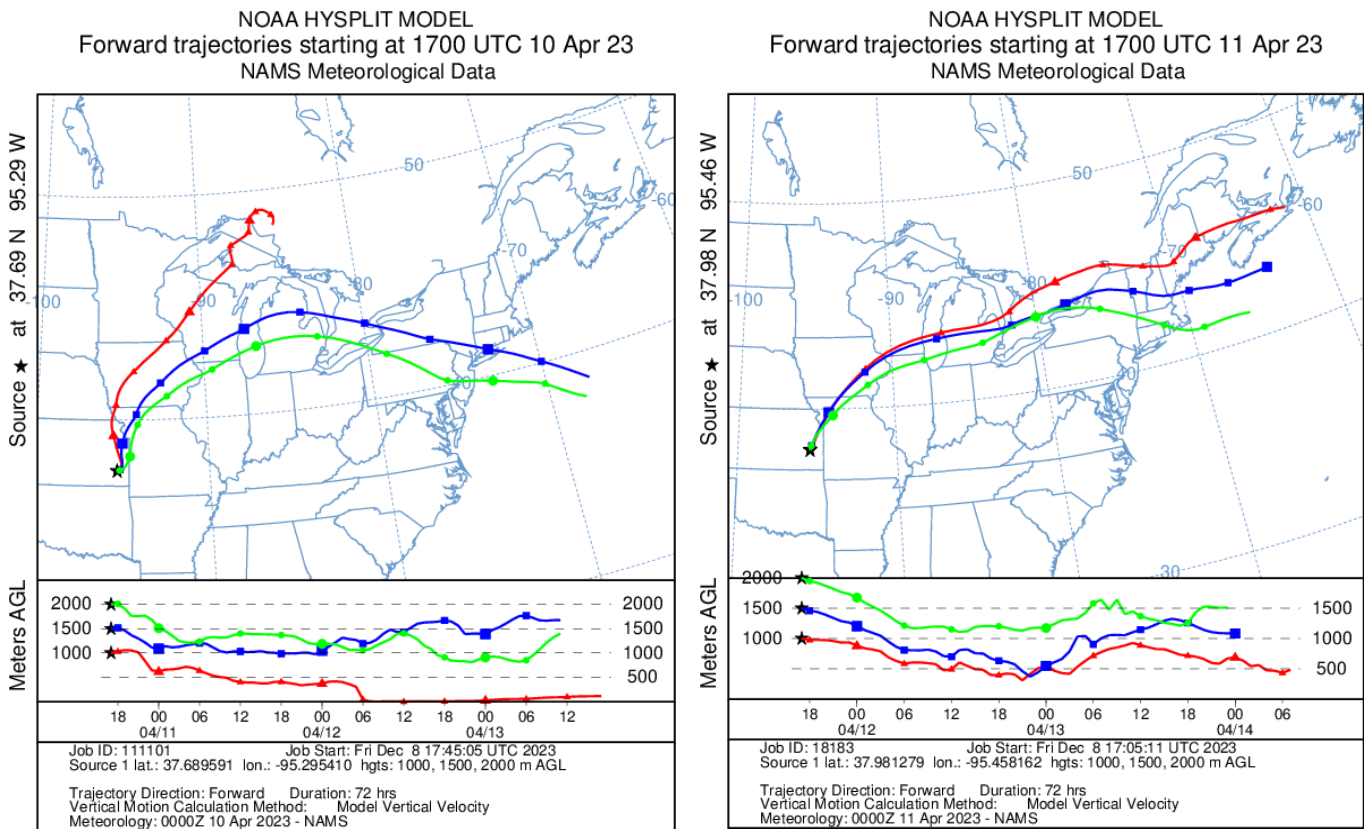 NOAA HYSPLIT MODEL
Forward trajectories starting at 1700 UTC 10 Apr 23
NAMS Meteorological Data
Source ★ at 37.69 N 95.29 W
50
-60
-70
-80
-90
-100
40
Meters AGL
2000
1500
1000
500
2000
1500
1000
500
18 00 06 12 18 00 06 12 18 00 06 12
04/11 04/12 04/13
Job ID: 111101 Job Start: Fri Dec 8 17:45:05 UTC 2023
Source 1 lat.: 37.689591 lon.: -95.295410 hgts: 1000, 1500, 2000 m AGL
Trajectory Direction: Forward Duration: 72 hrs
Vertical Motion Calculation Method: Model Vertical Velocity
Meteorology: 0000Z 10 Apr 2023 - NAMS
NOAA HYSPLIT MODEL
Forward trajectories starting at 1700 UTC 11 Apr 23
NAMS Meteorological Data
Source ★ at 37.98 N 95.46 W
50
-60
-70
-80
-90
-100
40
30
Meters AGL
2000
1500
1000
500
1500
1000
500
18 00 06 12 18 00 06 12 18 00 06
04/12 04/13 04/14
Job ID: 18183 Job Start: Fri Dec 8 17:05:11 UTC 2023
Source 1 lat.: 37.981279 lon.: -95.458162 hgts: 1000, 1500, 2000 m AGL
Trajectory Direction: Forward Duration: 72 hrs
Vertical Motion Calculation Method: Model Vertical Velocity
Meteorology: 0000Z 11 Apr 2023 - NAMS